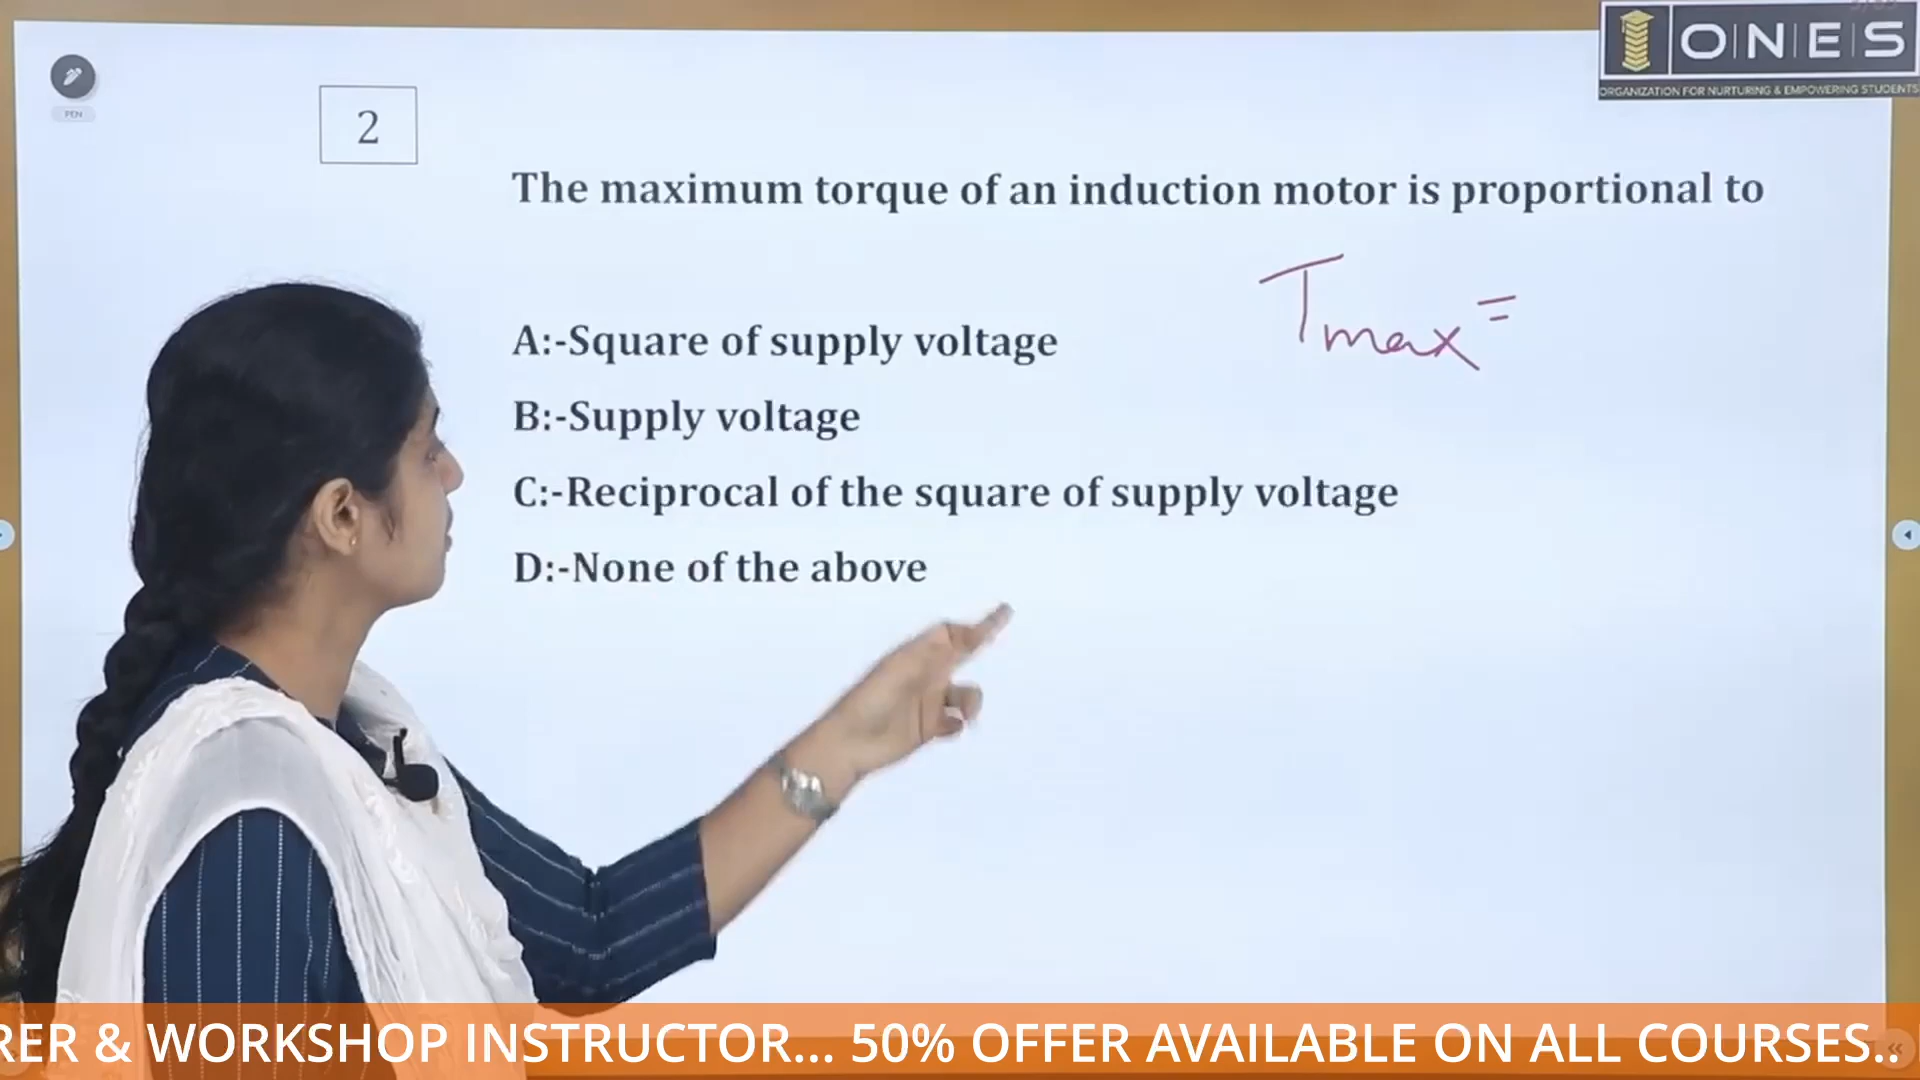 ONES
ORGANIZATION FOR NURTURING & EMPOWERING STUDENTS
PEN
2
The maximum torque of an induction motor is proportional to
Tmax =
A:-Square of supply voltage
B:-Supply voltage
C:-Reciprocal of the square of supply voltage
D:-None of the above
RER & WORKSHOP INSTRUCTOR... 50% OFFER AVAILABLE ON ALL COURSES..